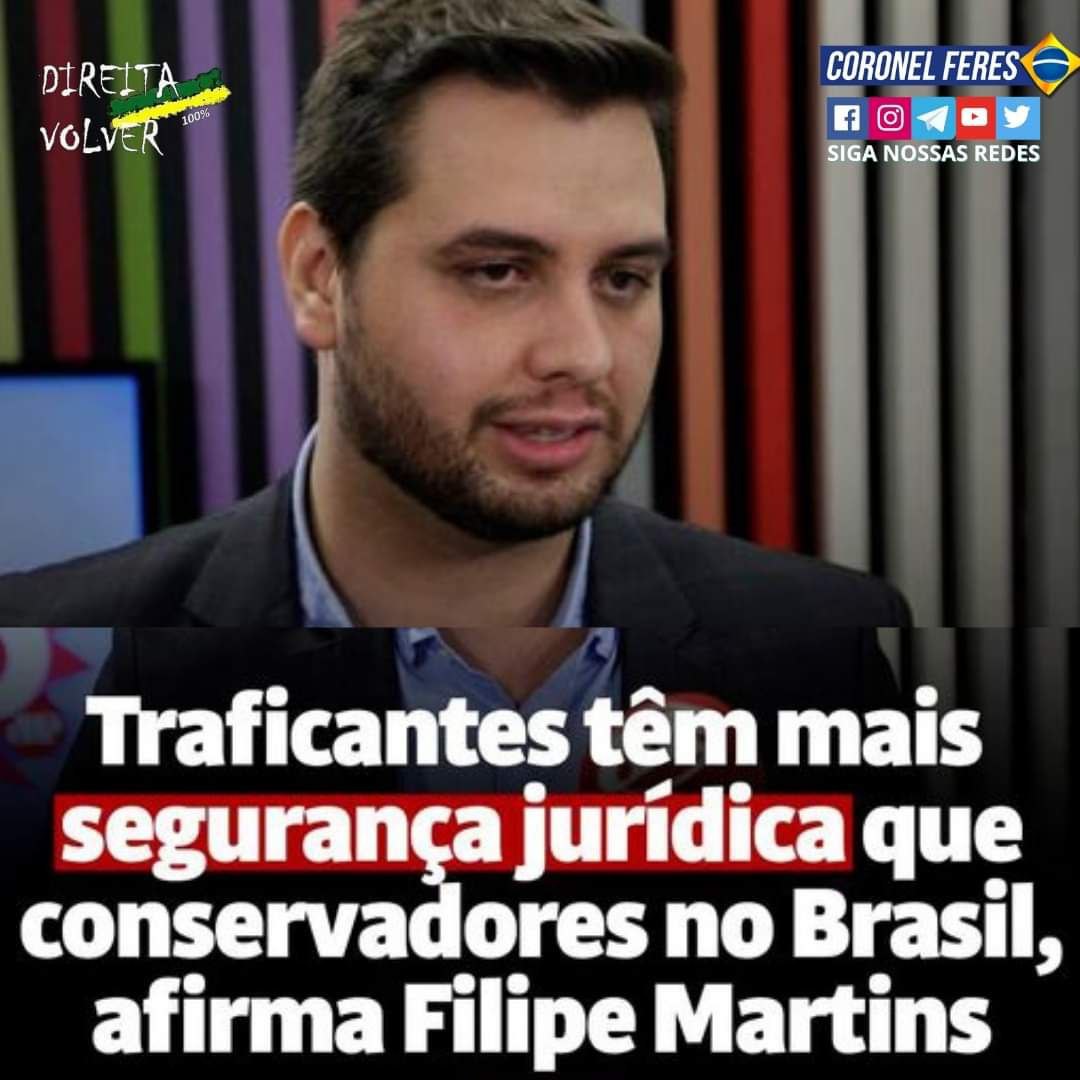 DIREITA
VOLVER 100%
CORONEL FERES
SIGA NOSSAS REDES
Traficantes têm mais
segurança jurídica que
conservadores no Brasil,
afirma Filipe Martins